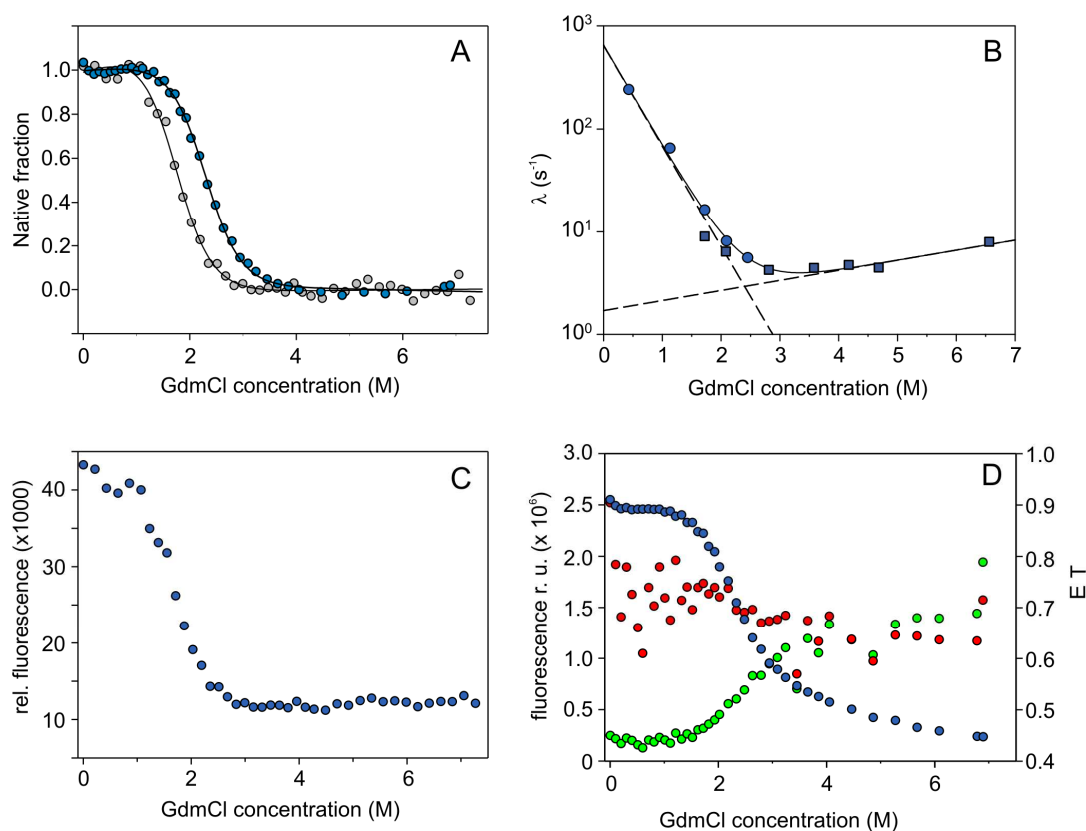 A
Native fraction
1.0
0.8
0.6
0.4
0.2
0.0
0 2 4 6
GdmCl concentration (M)
B
λ (s⁻¹)
10³
10²
10¹
10⁰
0 1 2 3 4 5 6 7
GdmCl concentration (M)
C
rel. fluorescence (x1000)
40
30
20
10
0 2 4 6
GdmCl concentration (M)
D
fluorescence r. u. (x 10⁶)
3.0
2.5
2.0
1.5
1.0
0.5
0
1.0
0.9
0.8
0.7
0.6
0.5
0.4
E T
0 2 4 6
GdmCl concentration (M)